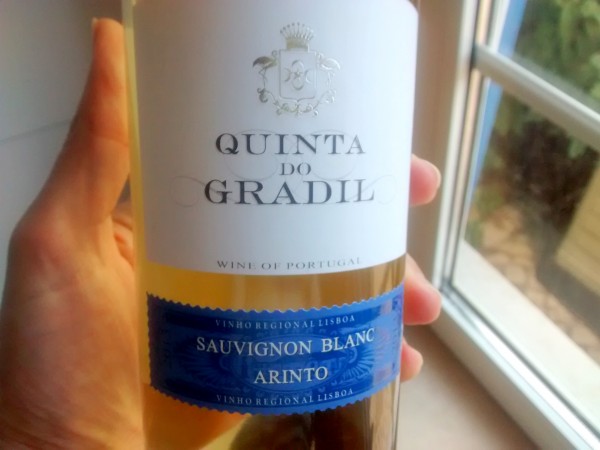 QUINTA
DO
GRADIL
WINE OF PORTUGAL
VINHO REGIONAL LISBOA
SAUVIGNON BLANC
ARINTO
VINHO REGIONAL LISBOA